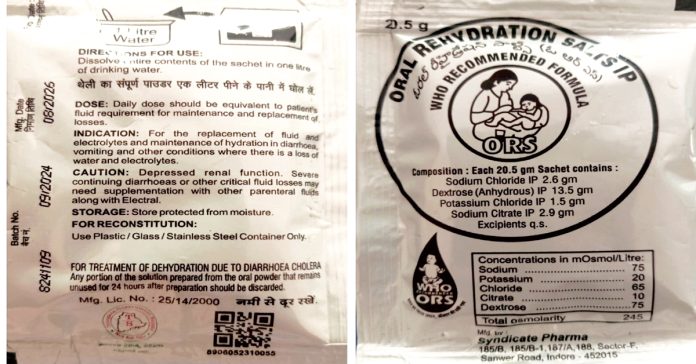 1 Litre
Water
DIRECTIONS FOR USE:
Dissolve entire contents of the sachet in one litre
of drinking water.
थेली का संपूर्ण पाउडर एक लीटर पीने के पानी में घोल लें.
DOSE: Daily dose should be equivalent to patient's
fluid requirement for maintenance and replacement of
losses.
INDICATION: For the replacement of fluid and
electrolytes and maintenance of hydration in diarrhoea,
vomiting and other conditions where there is a loss of
water and electrolytes.
CAUTION: Depressed renal function. Severe
continuing diarrhoeas or other critical fluid losses may
need supplementation with other parenteral fluids
along with Electral.
STORAGE: Store protected from moisture.
FOR RECONSTITUTION:
Use Plastic / Glass / Stainless Steel Container Only.
FOR TREATMENT OF DEHYDRATION DUE TO DIARRHOEA CHOLERA
Any portion of the solution prepared from the oral powder that remains
unused for 24 hours after preparation should be discarded.
Mfg. Lic. No. : 25/14/2000 नमी से दूर रखें.
8906052310055
Batch No.
बैच नं.
8241109
09/2024
Mfg. Date
08/2026
20.5 g
ORAL REHYDRATION SALTS IP
WHO RECOMMENDED FORMULA
ORS
Composition : Each 20.5 gm Sachet contains :
Sodium Chloride IP 2.6 gm
Dextrose (Anhydrous) IP 13.5 gm
Potassium Chloride IP 1.5 gm
Sodium Citrate IP 2.9 gm
Excipients q.s.
WHO
ORS
Concentrations in mOsmol/Litre:
Sodium ........ 75
Potassium ........ 20
Chloride ........ 65
Citrate ........ 10
Dextrose ........ 75
Total osmolarity 245
Mfd. by :
Syndicate Pharma
185/B, 185/B-1,187/A,188, Sector-F,
Sanwer Road, Indore - 452015